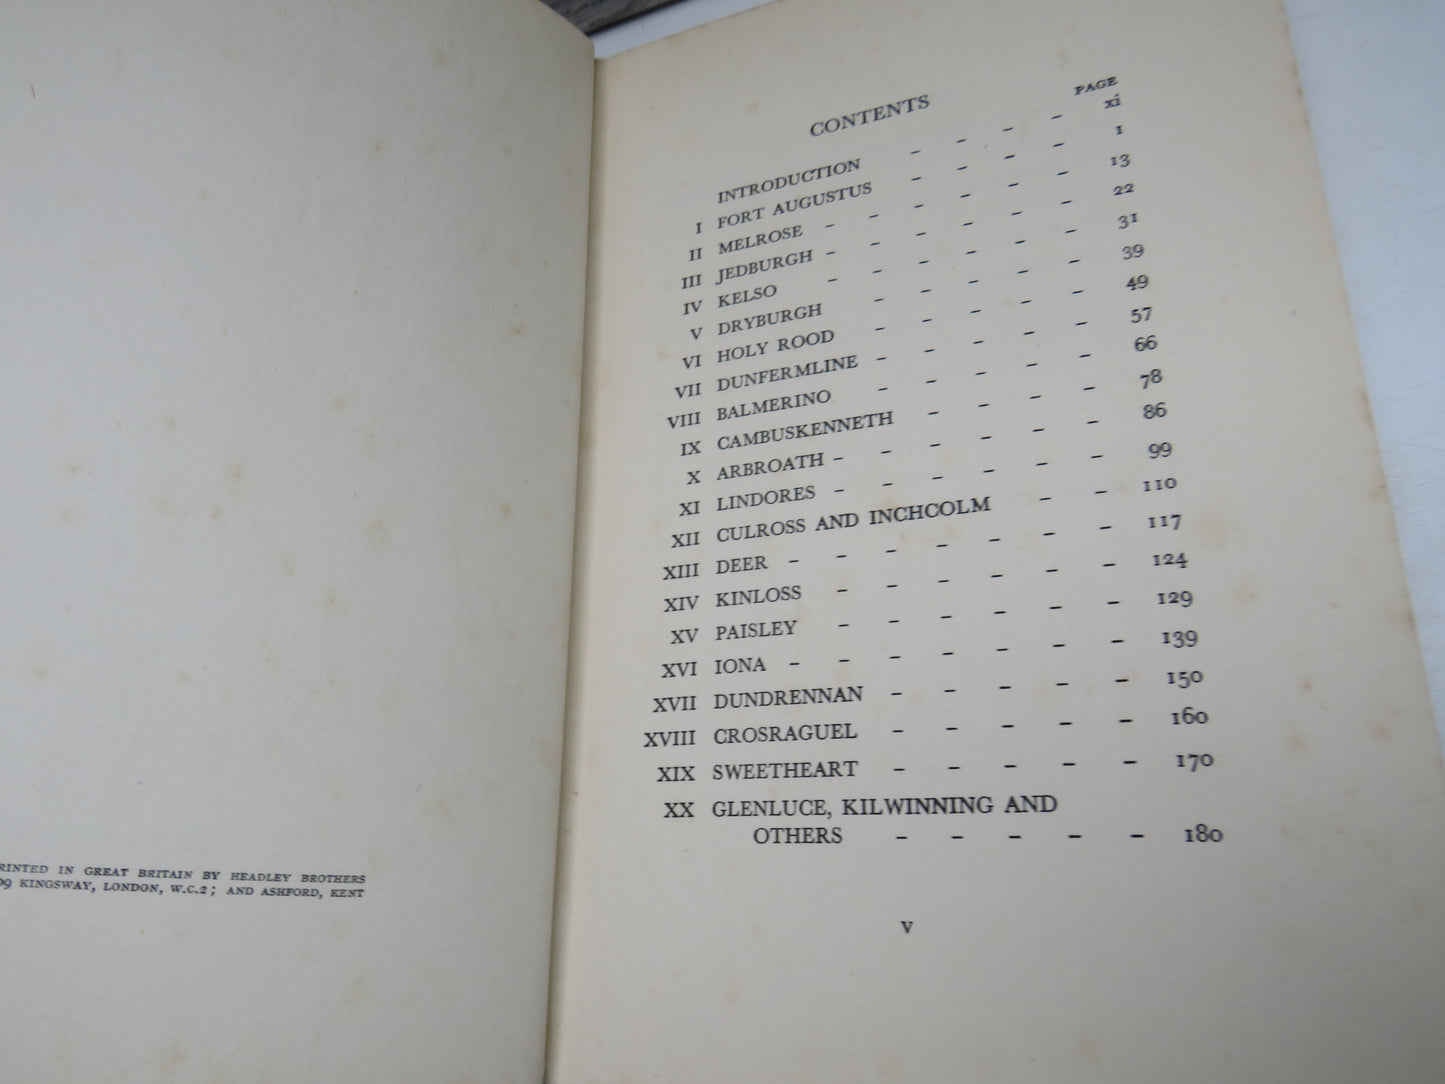 RINTED IN GREAT BRITAIN BY HEADLEY BROTHERS
09 KINGSWAY, LONDON, W.C.2; AND ASHFORD, KENT
CONTENTS
PAGE
INTRODUCTION - - - - xi
I FORT AUGUSTUS - - - - 1
II MELROSE - - - - - - 13
III JEDBURGH - - - - - - 22
IV KELSO - - - - - - 31
V DRYBURGH - - - - - 39
VI HOLY ROOD - - - - - 49
VII DUNFERMLINE - - - - - 57
VIII BALMERINO - - - - - 66
IX CAMBUSKENNETH - - - - 78
X ARBROATH - - - - - - 86
XI LINDORES - - - - - - 99
XII CULROSS AND INCHCOLM - - 110
XIII DEER - - - - - - - 117
XIV KINLOSS - - - - - - 124
XV PAISLEY - - - - - - 129
XVI IONA - - - - - - - 139
XVII DUNDRENNAN - - - - - 150
XVIII CROSRAGUEL - - - - - 160
XIX SWEETHEART - - - - - 170
XX GLENLUCE, KILWINNING AND
OTHERS - - - - - 180
v